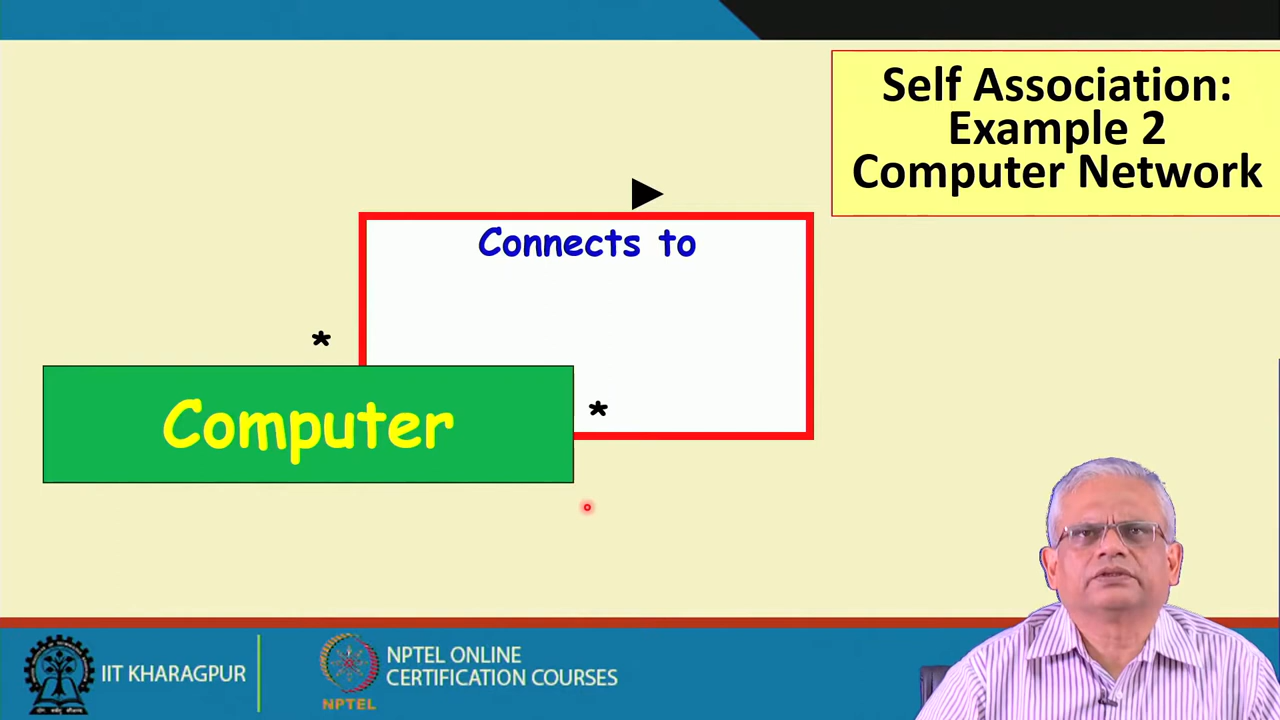 Self Association:
Example 2
Computer Network
Connects to
*
Computer
*
IIT KHARAGPUR
NPTEL ONLINE
CERTIFICATION COURSES
NPTEL